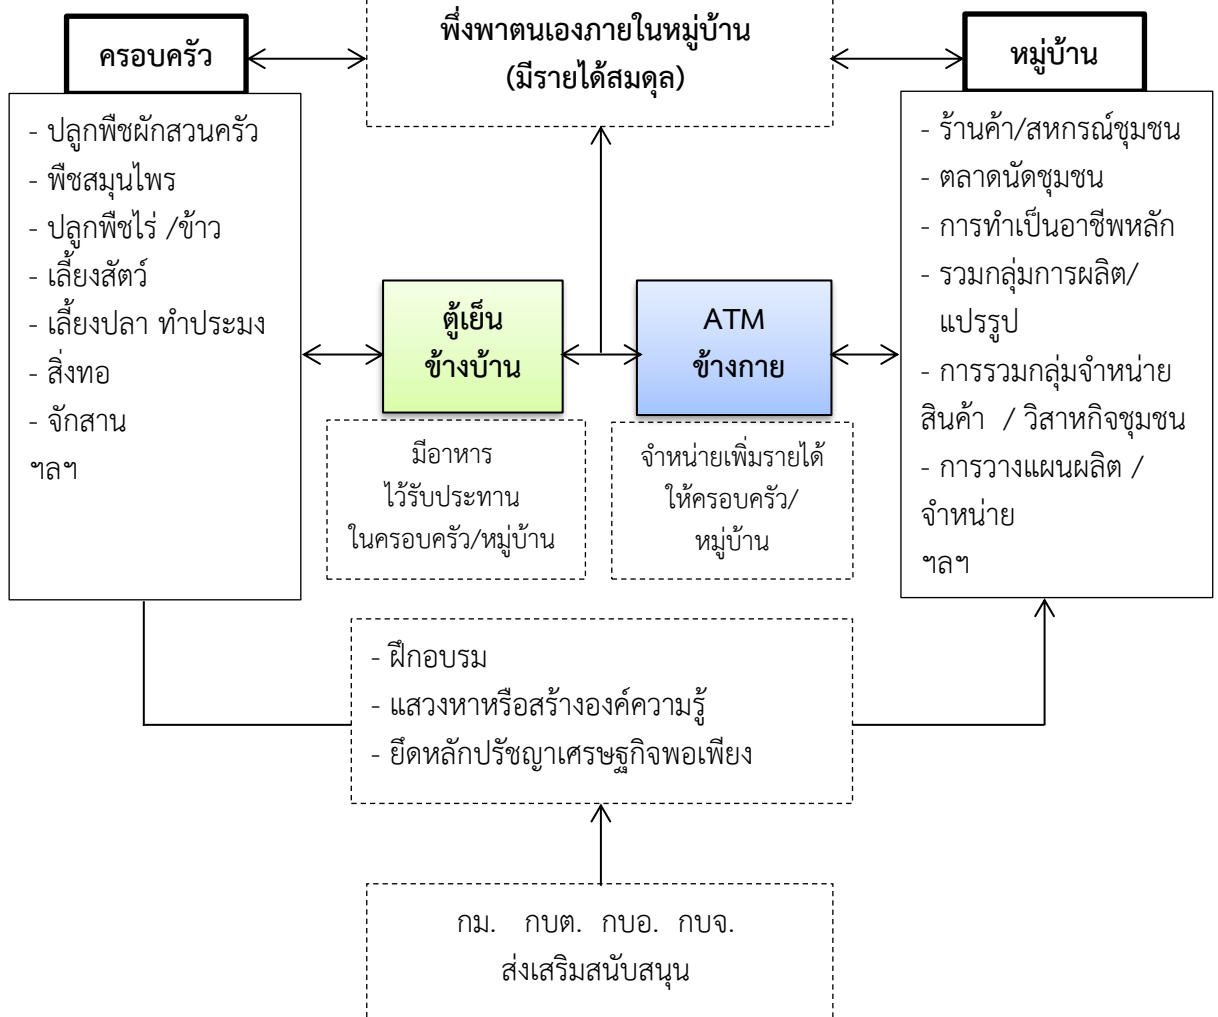 พึ่งพาตนเองภายในหมู่บ้าน
(มีรายได้สมดุล)
ครอบครัว
หมู่บ้าน
- ปลูกพืชผักสวนครัว
- พืชสมุนไพร
- ปลูกพืชไร่ /ข้าว
- เลี้ยงสัตว์
- เลี้ยงปลา ทำประมง
- สิ่งทอ
- จักสาน
ฯลฯ
ตู้เย็น
ข้างบ้าน
ATM
ข้างกาย
มีอาหาร
ไว้รับประทาน
ในครอบครัว/หมู่บ้าน
จำหน่ายเพิ่มรายได้
ให้ครอบครัว/
หมู่บ้าน
- ร้านค้า/สหกรณ์ชุมชน
- ตลาดนัดชุมชน
- การทำเป็นอาชีพหลัก
- รวมกลุ่มการผลิต/
แปรรูป
- การรวมกลุ่มจำหน่าย
สินค้า / วิสาหกิจชุมชน
- การวางแผนผลิต /
จำหน่าย
ฯลฯ
- ฝึกอบรม
- แสวงหาหรือสร้างองค์ความรู้
- ยึดหลักปรัชญาเศรษฐกิจพอเพียง
กม. กบต. กบอ. กบจ.
ส่งเสริมสนับสนุน